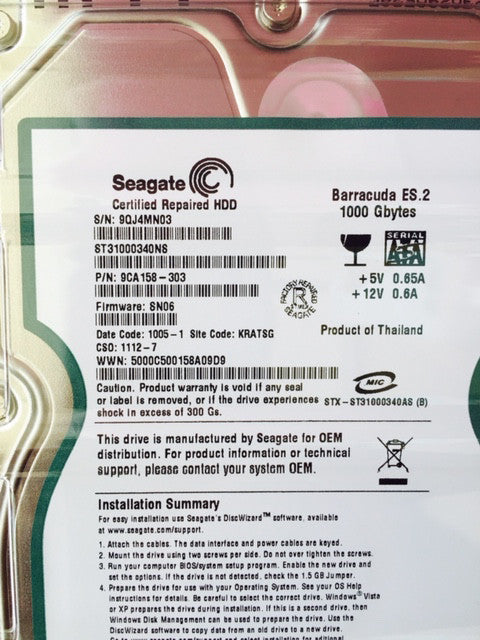 Seagate
Certified Repaired HDD
Barracuda ES.2
1000 Gbytes
S/N: 9QJ4MN03
ST31000340NS
SERIAL
ATA
+5V 0.65A
+12V 0.6A
P/N: 9CA158-303
FACTORY REPAIRED
R
SEAGATE
Firmware: SN06
Date Code: 1005-1 Site Code: KRATSG
Product of Thailand
CSO: 1112-7
WWN: 5000C500158A09D9
Caution. Product warranty is void if any seal
or label is removed, or if the drive experiences
shock in excess of 300 Gs.
MIC
STX-ST31000340AS (B)
This drive is manufactured by Seagate for OEM
distribution. For product information or technical
support, please contact your system OEM.
Installation Summary
For easy installation use Seagate's DiscWizard™ software, available
at www.seagate.com/support.
1. Attach the cables. The data interface and power cables are keyed.
2. Mount the drive using two screws per side. Do not over tighten the screws.
3. Run your computer BIOS/system setup program. Enable the new drive and
set the options. If the drive is not detected, check the 1.5 GB Jumper.
4. Prepare the drive for use with your Operating System. See your OS Help
instructions for details. Be careful to select the correct drive. Windows® Vista
or XP prepares the drive during installation. If this is a second drive, then
Windows Disk Management can be used to prepare the drive. Use the
DiscWizard software to copy data from an old drive to a new drive.